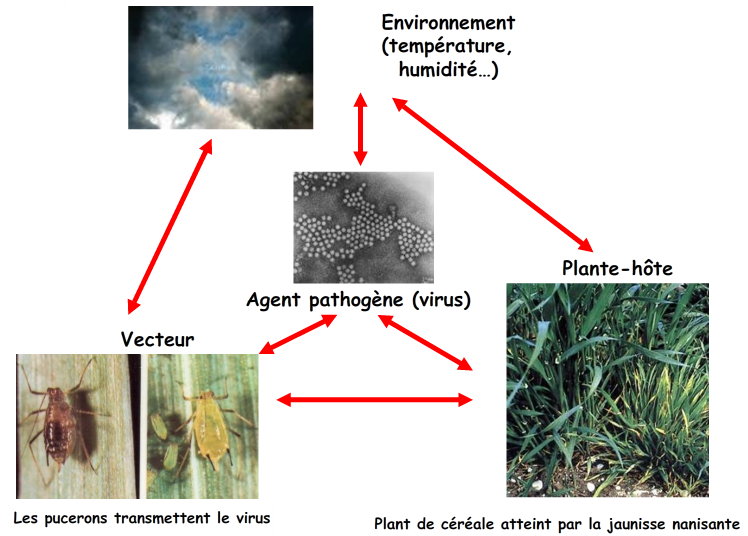 Environnement
(température,
humidité...)
Plante-hôte
Agent pathogène (virus)
Vecteur
Les pucerons transmettent le virus
Plant de céréale atteint par la jaunisse nanisante